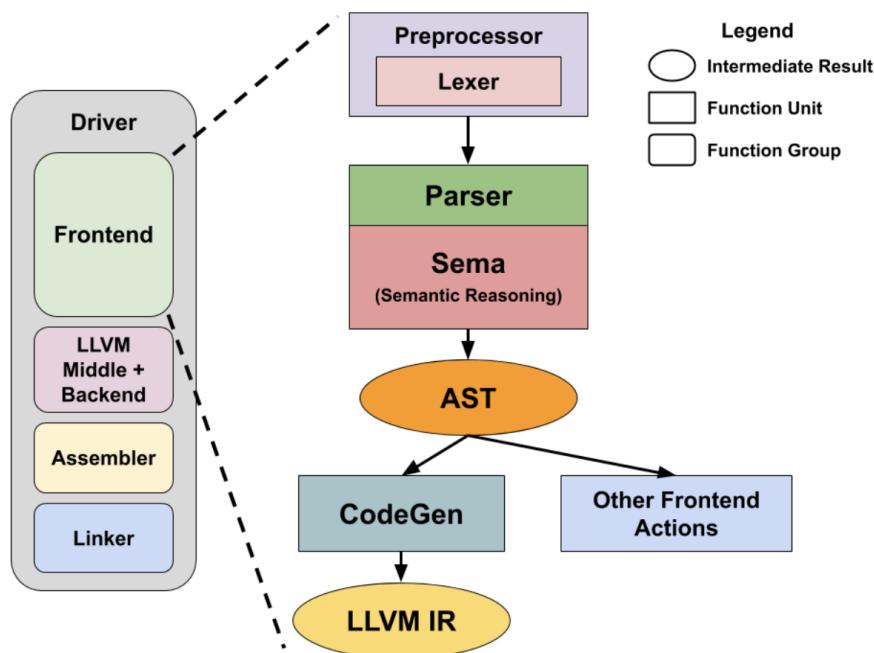 Driver
Frontend
LLVM
Middle +
Backend
Assembler
Linker
Preprocessor
Lexer
Parser
Sema
(Semantic Reasoning)
AST
CodeGen
Other Frontend
Actions
LLVM IR
Legend
Intermediate Result
Function Unit
Function Group